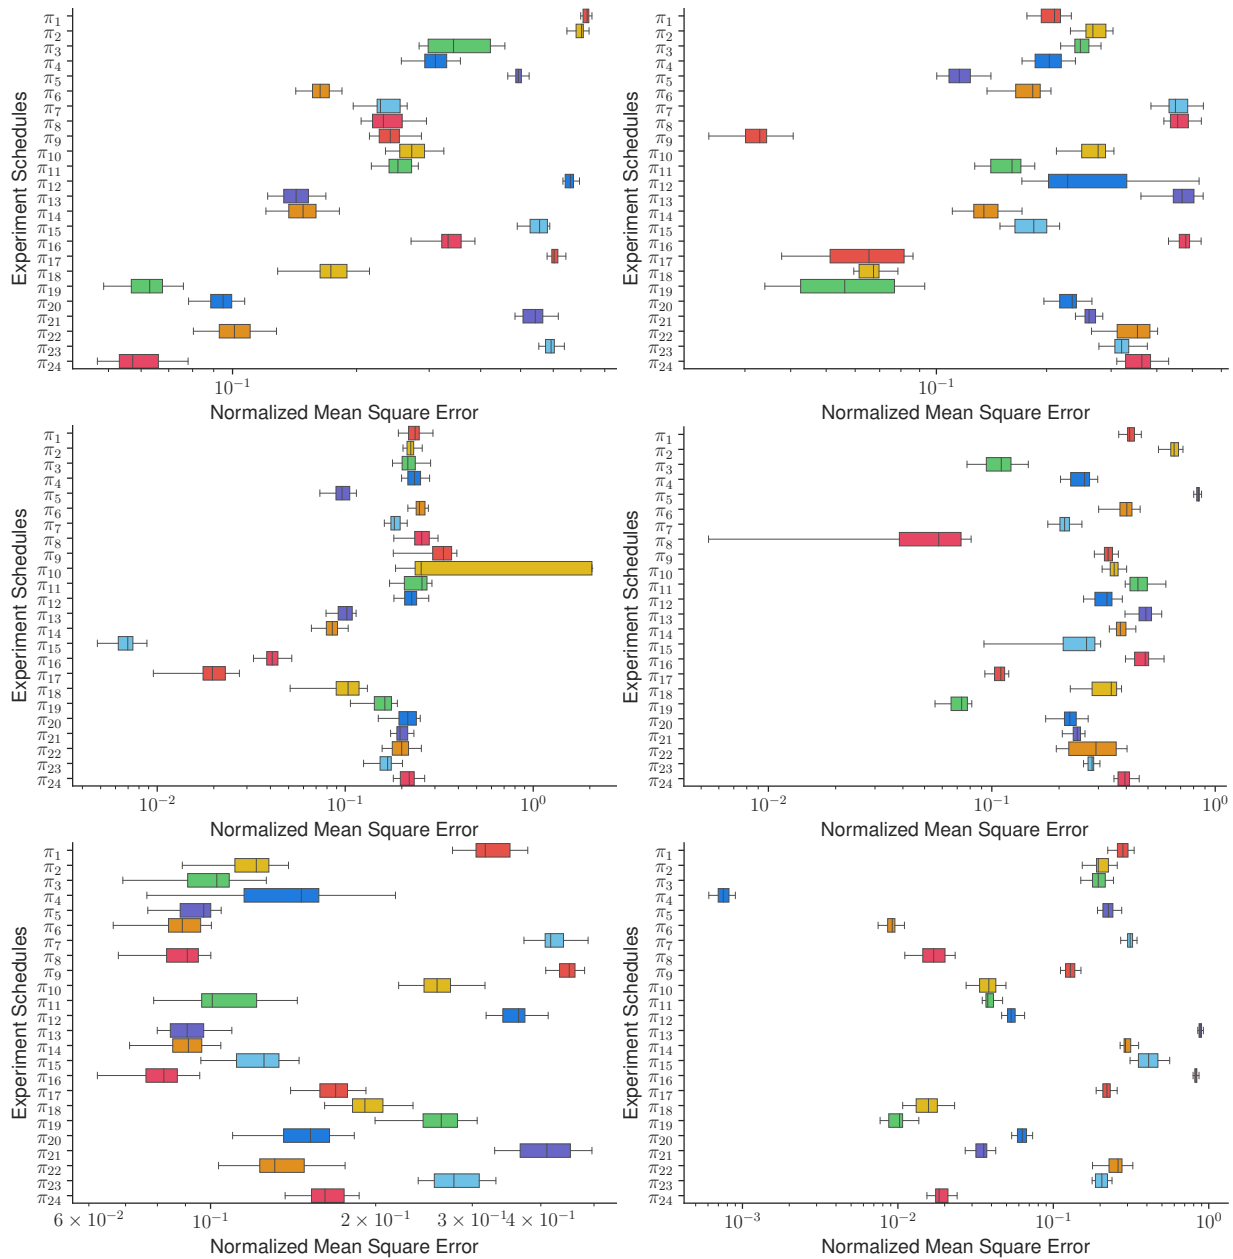 π₁
π₂
π₃
π₄
π₅
π₆
π₇
π₈
π₉
π₁₀
π₁₁
π₁₂
π₁₃
π₁₄
π₁₅
π₁₆
π₁₇
π₁₈
π₁₉
π₂₀
π₂₁
π₂₂
π₂₃
π₂₄
Experiment Schedules
10⁻¹
Normalized Mean Square Error
π₁
π₂
π₃
π₄
π₅
π₆
π₇
π₈
π₉
π₁₀
π₁₁
π₁₂
π₁₃
π₁₄
π₁₅
π₁₆
π₁₇
π₁₈
π₁₉
π₂₀
π₂₁
π₂₂
π₂₃
π₂₄
Experiment Schedules
10⁻¹
Normalized Mean Square Error
π₁
π₂
π₃
π₄
π₅
π₆
π₇
π₈
π₉
π₁₀
π₁₁
π₁₂
π₁₃
π₁₄
π₁₅
π₁₆
π₁₇
π₁₈
π₁₉
π₂₀
π₂₁
π₂₂
π₂₃
π₂₄
Experiment Schedules
10⁻² 10⁻¹ 10⁰
Normalized Mean Square Error
π₁
π₂
π₃
π₄
π₅
π₆
π₇
π₈
π₉
π₁₀
π₁₁
π₁₂
π₁₃
π₁₄
π₁₅
π₁₆
π₁₇
π₁₈
π₁₉
π₂₀
π₂₁
π₂₂
π₂₃
π₂₄
Experiment Schedules
10⁻² 10⁻¹ 10⁰
Normalized Mean Square Error
π₁
π₂
π₃
π₄
π₅
π₆
π₇
π₈
π₉
π₁₀
π₁₁
π₁₂
π₁₃
π₁₄
π₁₅
π₁₆
π₁₇
π₁₈
π₁₉
π₂₀
π₂₁
π₂₂
π₂₃
π₂₄
Experiment Schedules
6 × 10⁻² 10⁻¹ 2 × 10⁻¹ 3 × 10⁻¹ 4 × 10⁻¹
Normalized Mean Square Error
π₁
π₂
π₃
π₄
π₅
π₆
π₇
π₈
π₉
π₁₀
π₁₁
π₁₂
π₁₃
π₁₄
π₁₅
π₁₆
π₁₇
π₁₈
π₁₉
π₂₀
π₂₁
π₂₂
π₂₃
π₂₄
Experiment Schedules
10⁻³ 10⁻² 10⁻¹ 10⁰
Normalized Mean Square Error